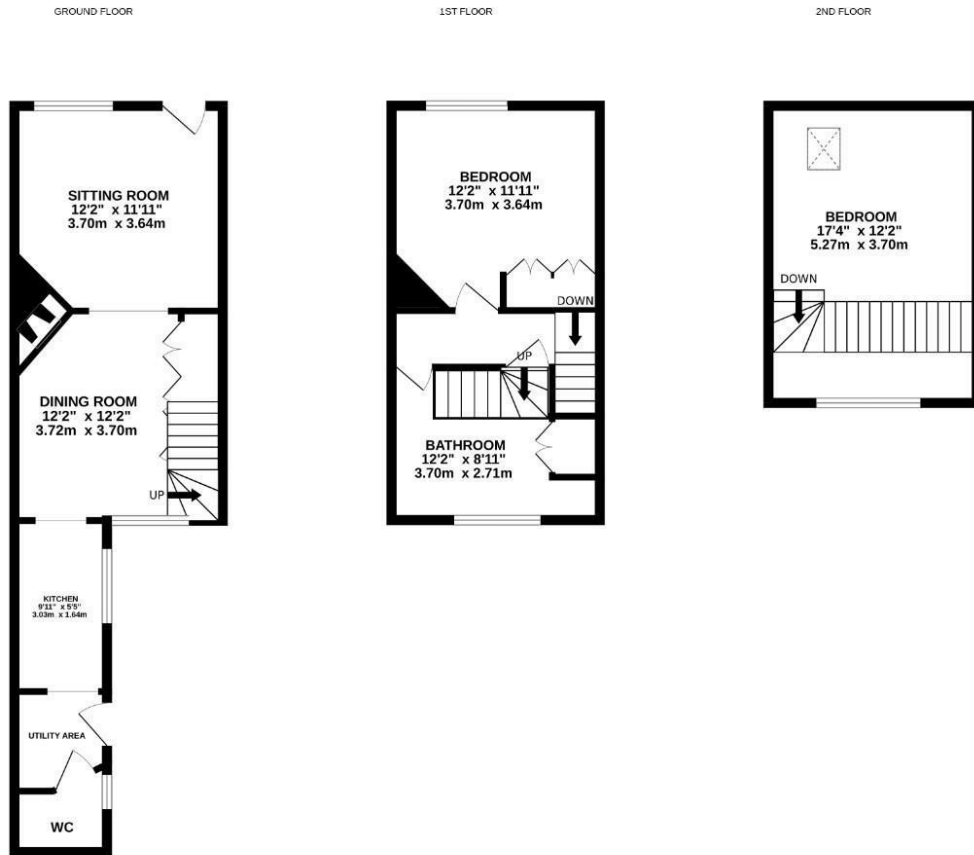 GROUND FLOOR
SITTING ROOM
12'2" x 11'11"
3.70m x 3.64m
DINING ROOM
12'2" x 12'2"
3.72m x 3.70m
UP
KITCHEN
9'11" x 5'5"
3.03m x 1.64m
UTILITY AREA
WC
1ST FLOOR
BEDROOM
12'2" x 11'11"
3.70m x 3.64m
DOWN
UP
BATHROOM
12'2" x 8'11"
3.70m x 2.71m
2ND FLOOR
BEDROOM
17'4" x 12'2"
5.27m x 3.70m
DOWN